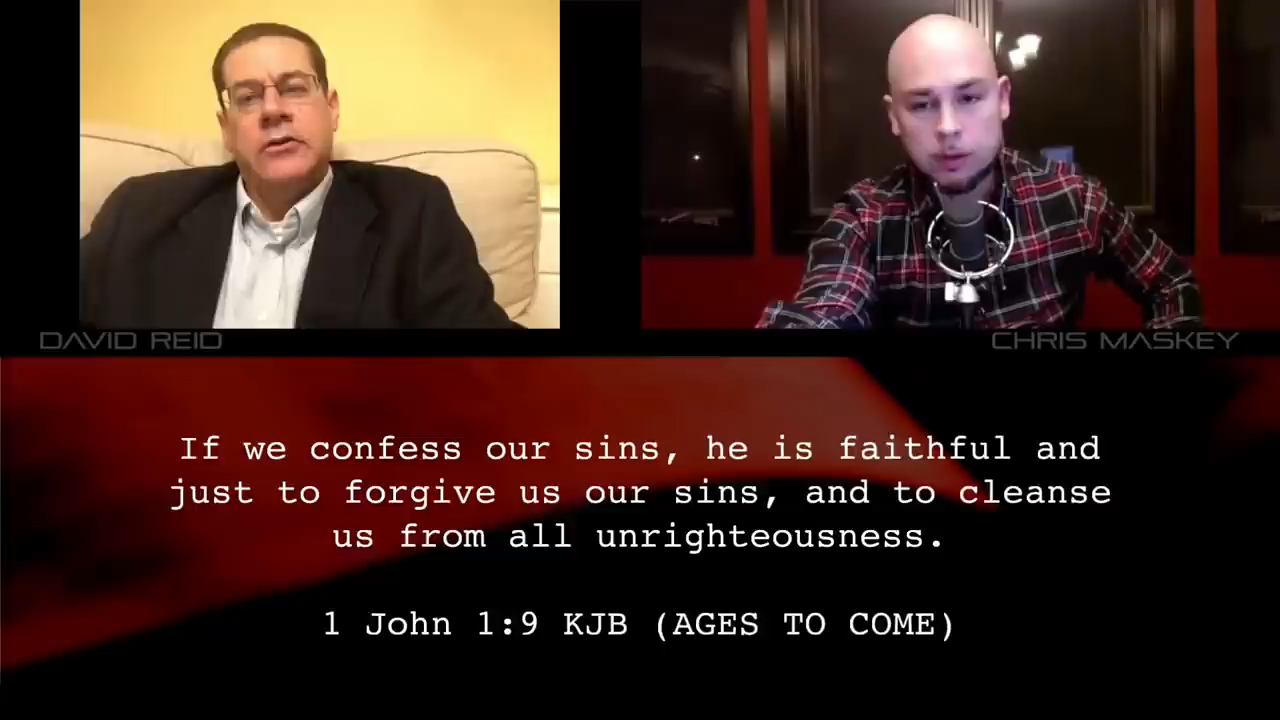 DAVID REID
CHRIS MASKEY
If we confess our sins, he is faithful and
just to forgive us our sins, and to cleanse
us from all unrighteousness.
1 John 1:9 KJB (AGES TO COME)